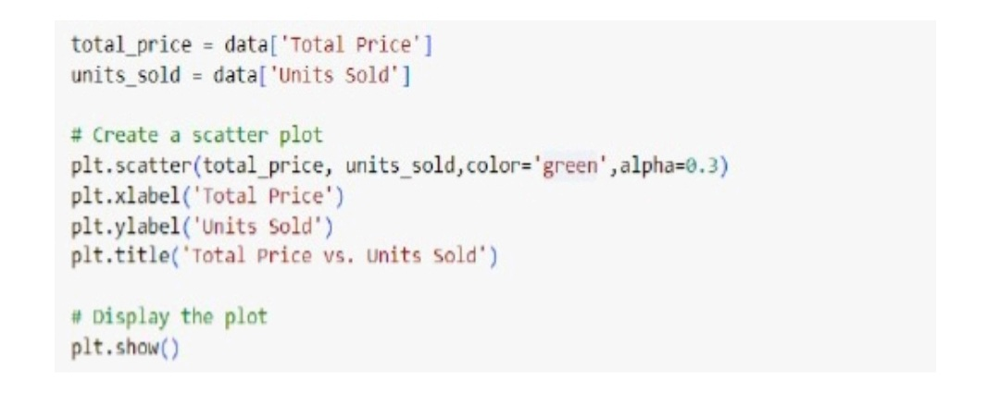 total_price = data['Total Price']
units_sold = data['Units Sold']
# Create a scatter plot
plt.scatter(total_price, units_sold,color='green',alpha=0.3)
plt.xlabel('Total Price')
plt.ylabel('Units Sold')
plt.title('Total Price vs. Units Sold')
# Display the plot
plt.show()